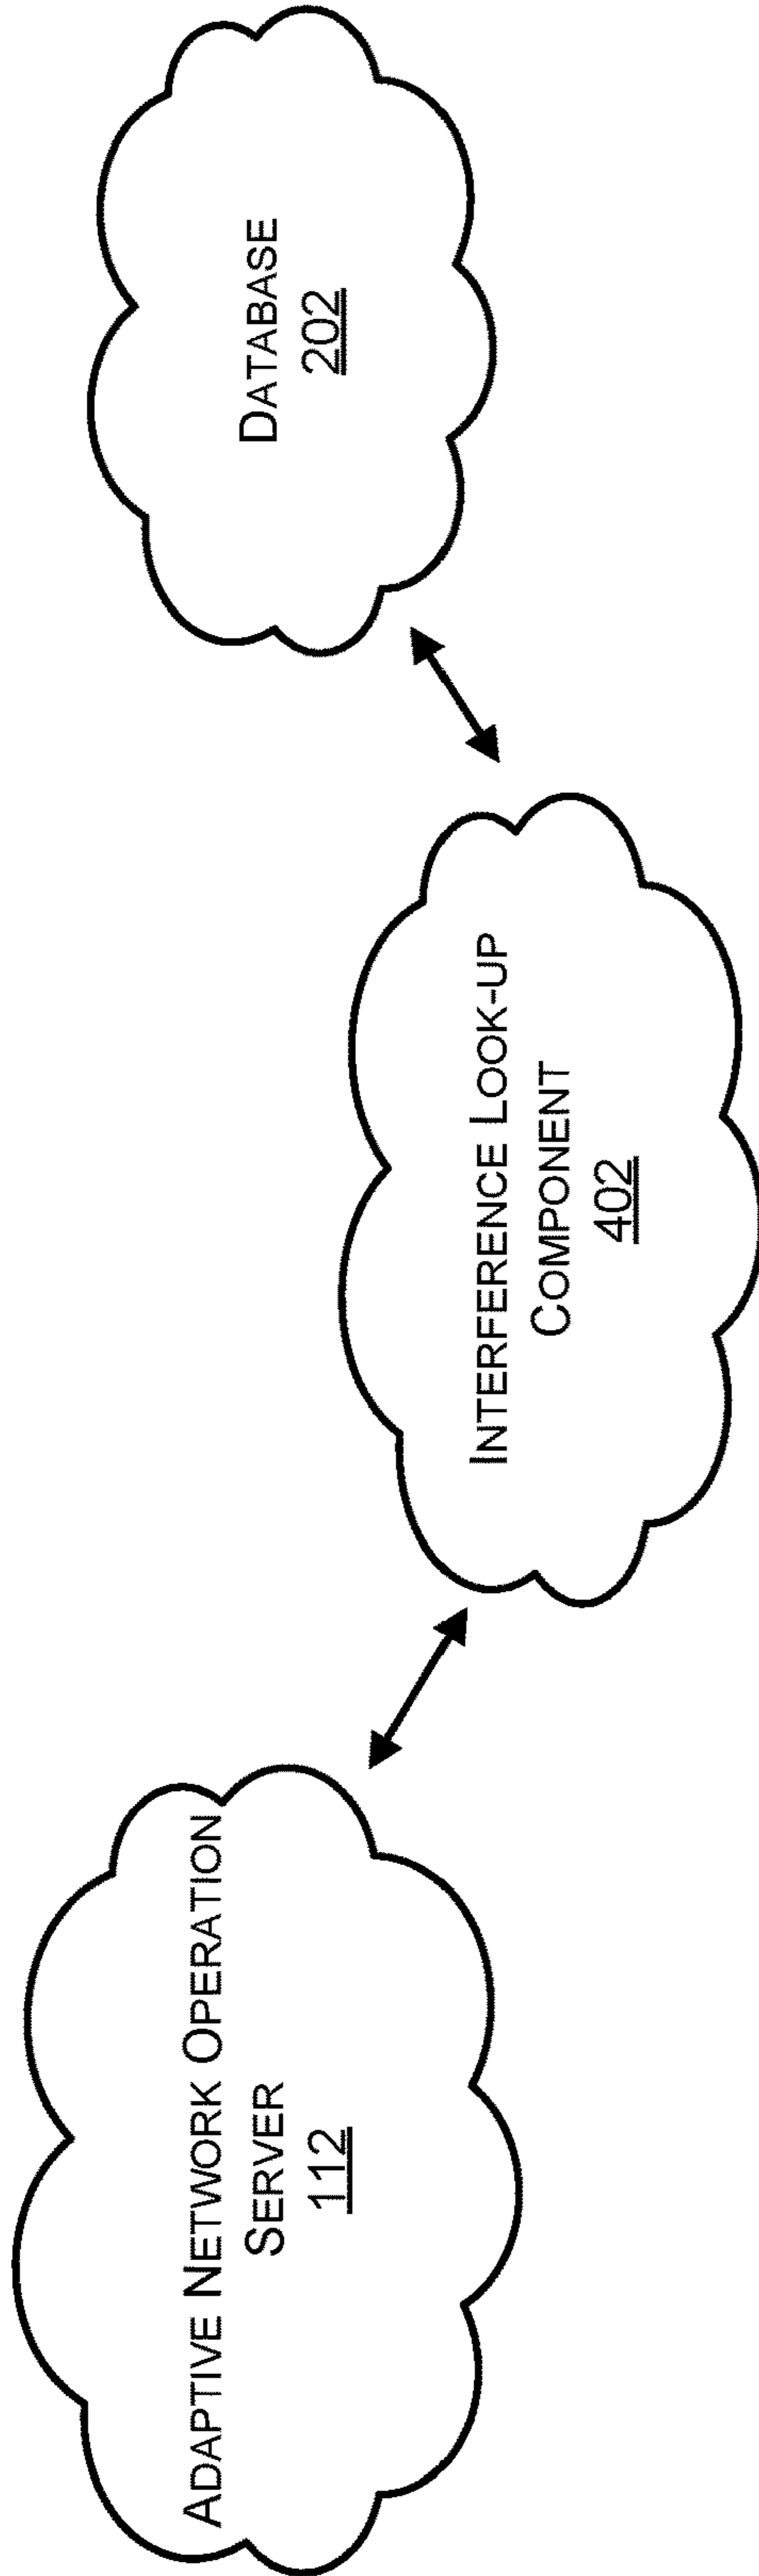 ADAPTIVE NETWORK OPERATION
SERVER
112
INTERFERENCE LOOK-UP
COMPONENT
402
DATABASE
202